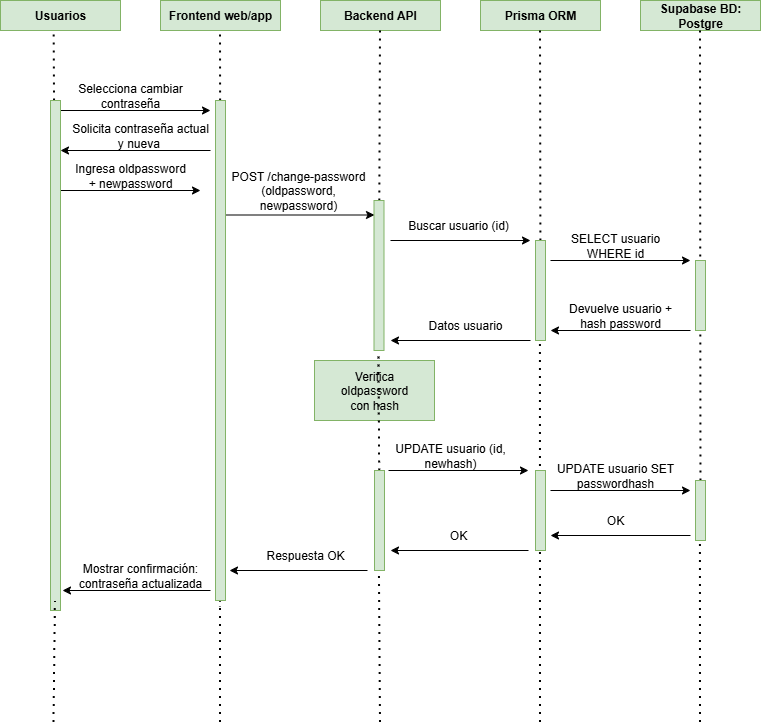 Usuarios
Frontend web/app
Backend API
Prisma ORM
Supabase BD:
Postgre
Selecciona cambiar
contraseña
Solicita contraseña actual
y nueva
Ingresa oldpassword
+ newpassword
POST /change-password
(oldpassword,
newpassword)
Buscar usuario (id)
SELECT usuario
WHERE id
Devuelve usuario +
hash password
Datos usuario
Verifica
oldpassword
con hash
UPDATE usuario (id,
newhash)
UPDATE usuario SET
passwordhash
OK
OK
Respuesta OK
Mostrar confirmación:
contraseña actualizada